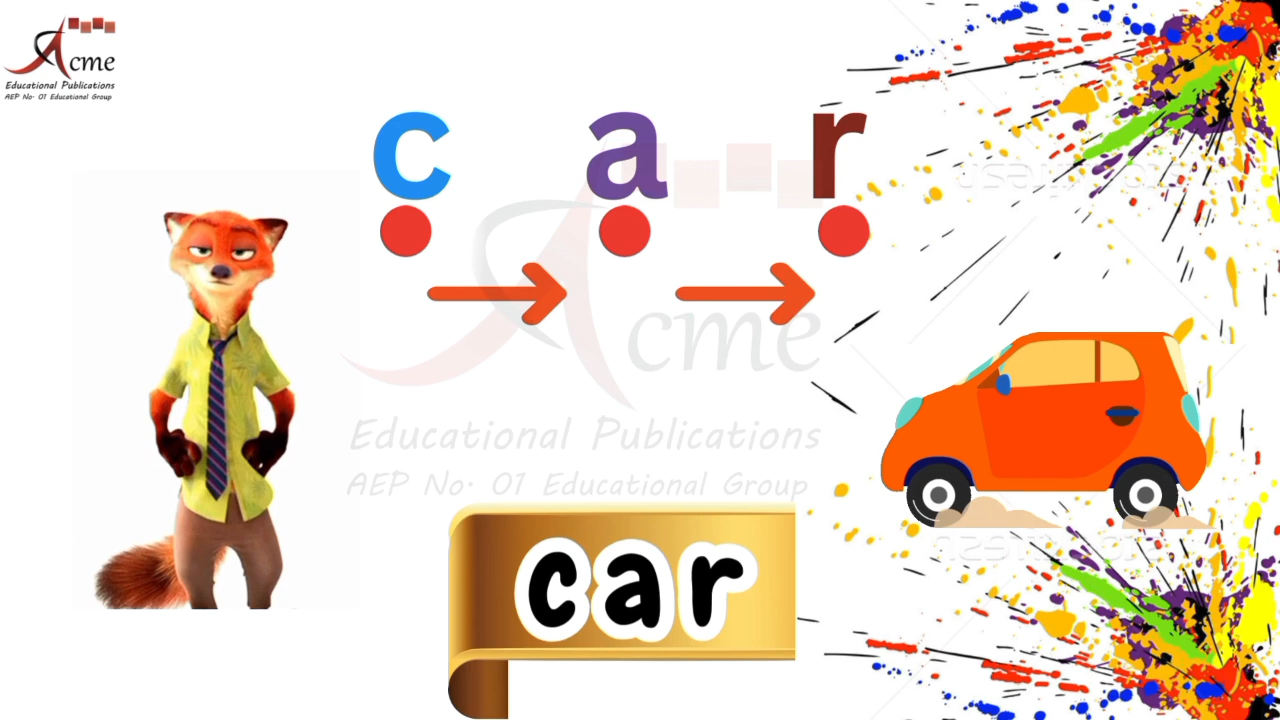 Acme
Educational Publications
AEP No. 01 Educational Group
c a r
Acme
Educational Publications
AEP No. 01 Educational Group
car